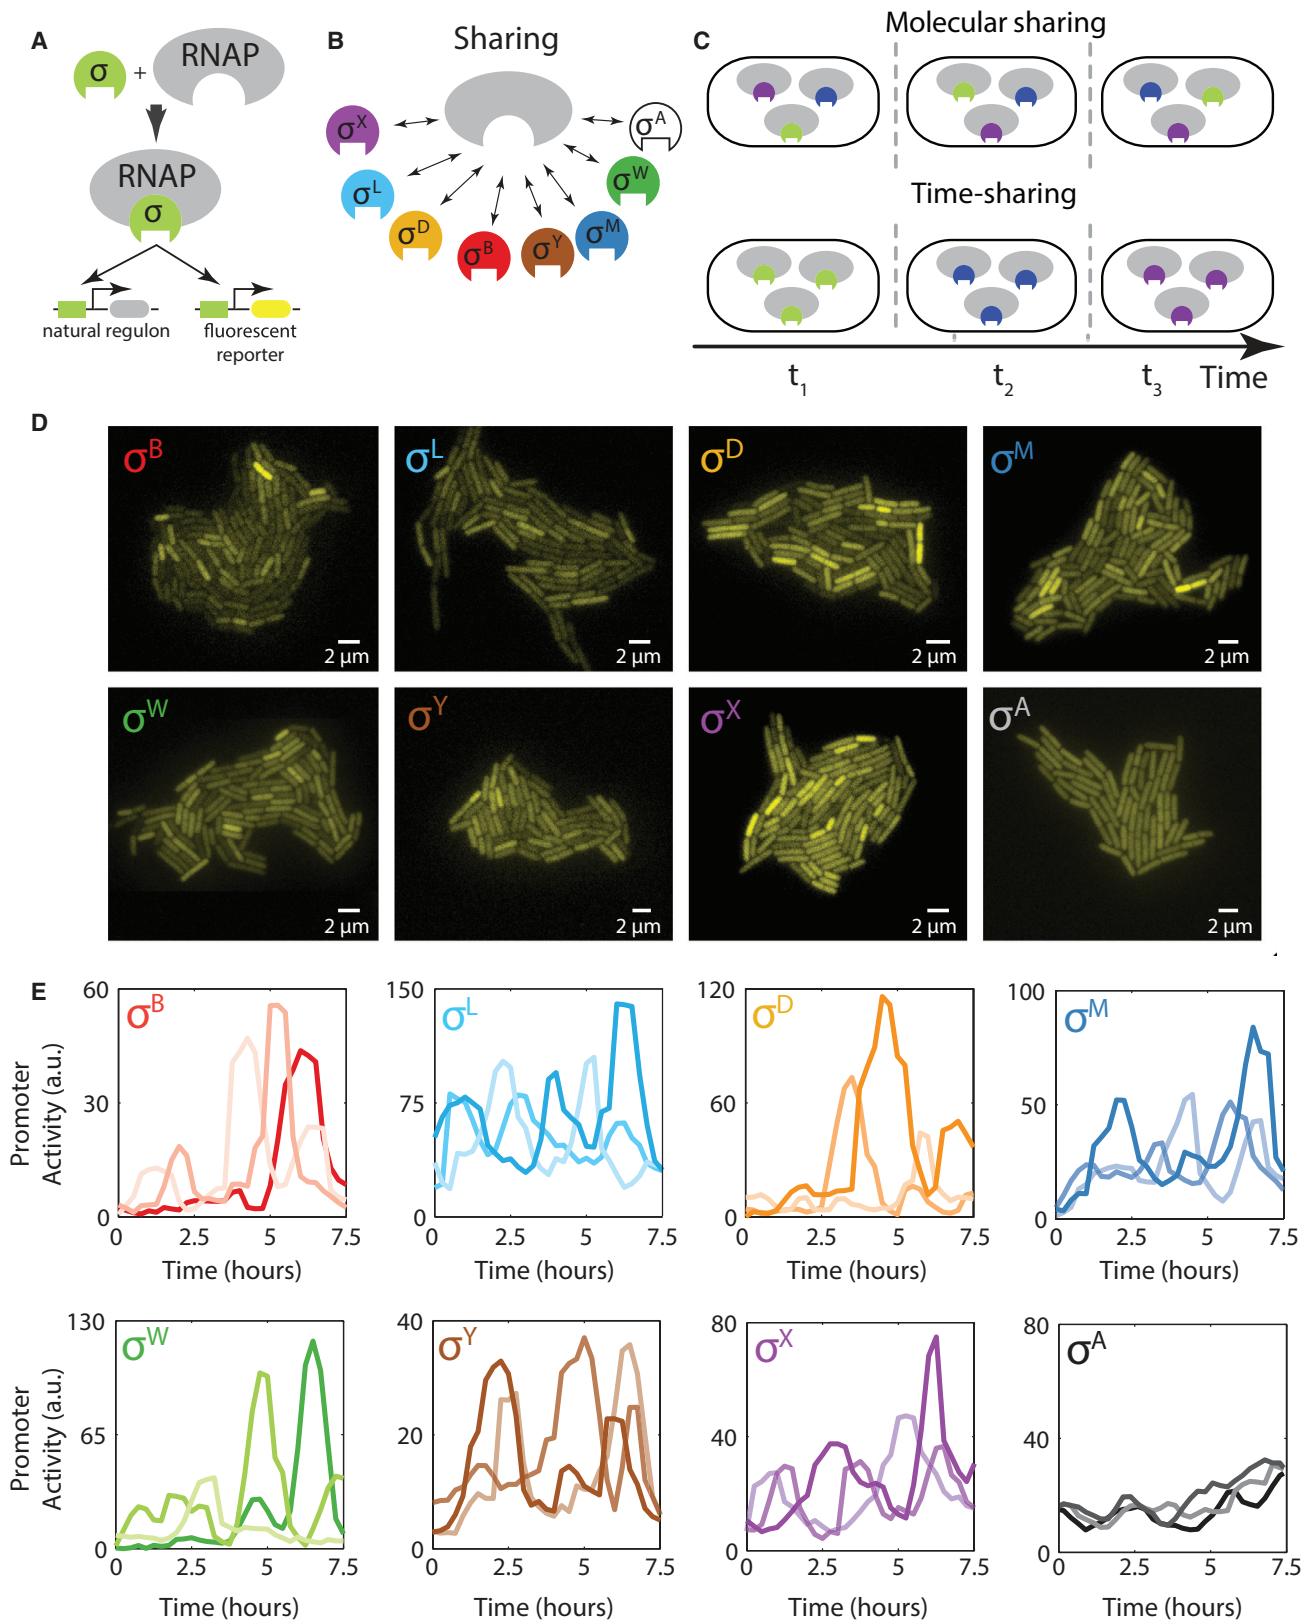 A
σ
+
RNAP
RNAP
σ
natural regulon
fluorescent
reporter
B
Sharing
σX
σL
σD
σB
σY
σM
σW
σA
C
Molecular sharing
Time-sharing
t1
t2
t3
Time
D
σB
2 µm
σL
2 µm
σD
2 µm
σM
2 µm
σW
2 µm
σY
2 µm
σX
2 µm
σA
2 µm
E
Promoter
Activity (a.u.)
60
30
0
σB
0 2.5 5 7.5
Time (hours)
150
75
0
σL
0 2.5 5 7.5
Time (hours)
120
60
0
σD
0 2.5 5 7.5
Time (hours)
100
50
0
σM
0 2.5 5 7.5
Time (hours)
Promoter
Activity (a.u.)
130
65
0
σW
0 2.5 5 7.5
Time (hours)
40
20
0
σY
0 2.5 5 7.5
Time (hours)
80
40
0
σX
0 2.5 5 7.5
Time (hours)
80
40
0
σA
0 2.5 5 7.5
Time (hours)